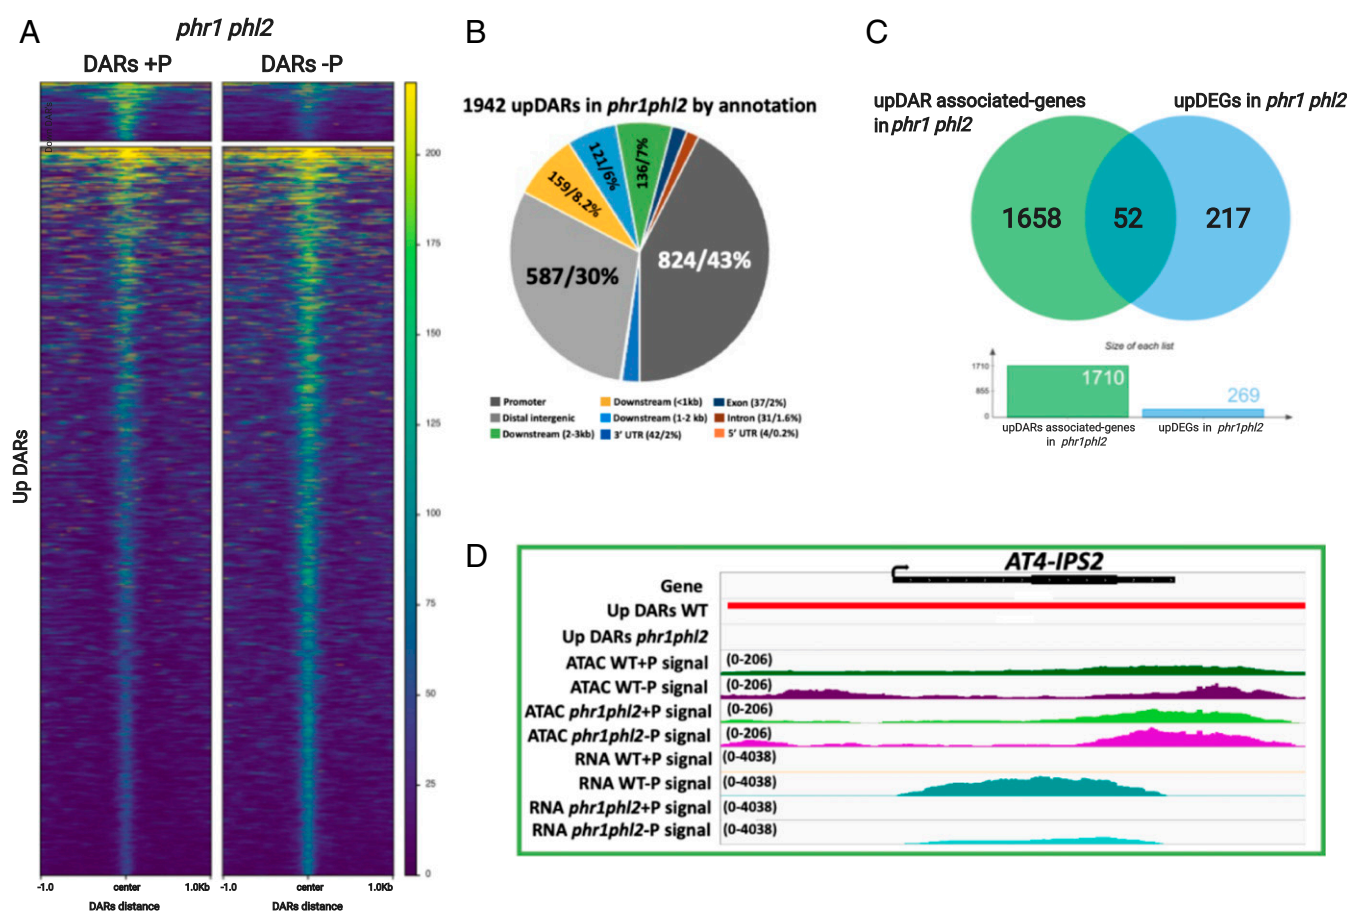 A
phr1 phl2
DARs +P
DARs -P
Up DARs
200
175
150
125
100
75
50
25
0
-1.0
center
1.0Kb
-1.0
center
1.0Kb
DARs distance
DARs distance
B
1942 upDARs in phr1phl2 by annotation
824/43%
587/30%
159/8.2%
121/6%
136/7%
Promoter
Distal intergenic
Downstream (2-3kb)
Downstream (<1kb)
Downstream (1-2 kb)
3' UTR (42/2%)
Exon (37/2%)
Intron (31/1.6%)
5' UTR (4/0.2%)
C
upDAR associated-genes
in phr1 phl2
upDEGs in phr1 phl2
1658
52
217
Size of each list
1710
855
0
1710
269
upDARs associated-genes
in phr1phl2
upDEGs in phr1phl2
D
AT4-IPS2
Gene
Up DARs WT
Up DARs phr1phl2
ATAC WT+P signal (0-206)
ATAC WT-P signal (0-206)
ATAC phr1phl2+P signal (0-206)
ATAC phr1phl2-P signal (0-206)
RNA WT+P signal (0-4038)
RNA WT-P signal (0-4038)
RNA phr1phl2+P signal (0-4038)
RNA phr1phl2-P signal (0-4038)